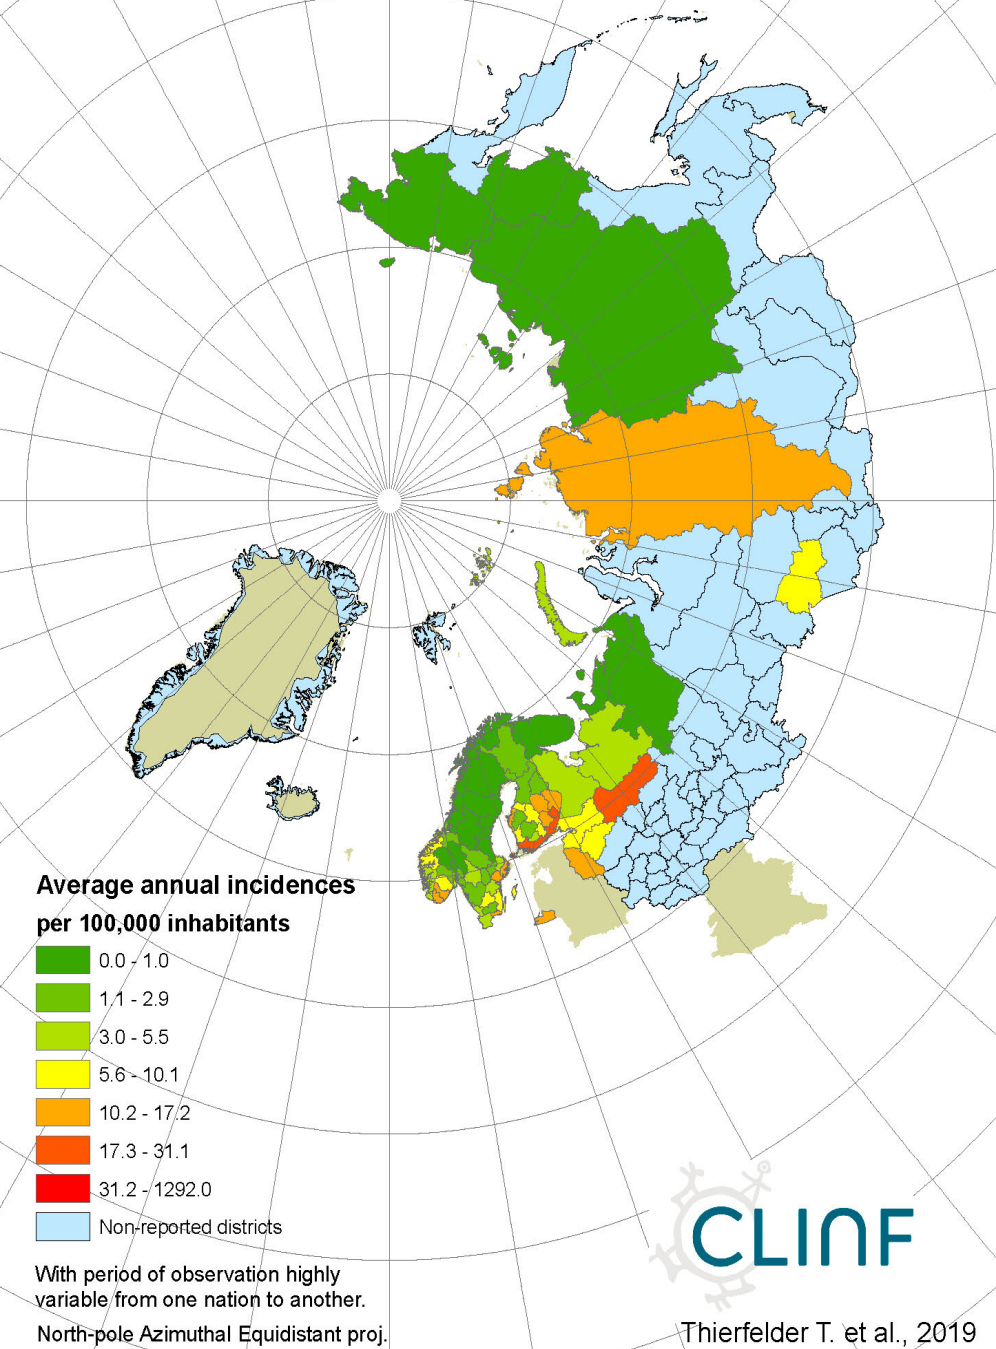 Average annual incidences
per 100,000 inhabitants
0.0 - 1.0
1.1 - 2.9
3.0 - 5.5
5.6 - 10.1
10.2 - 17.2
17.3 - 31.1
31.2 - 1292.0
Non-reported districts
With period of observation highly
variable from one nation to another.
North-pole Azimuthal Equidistant proj.
CLINF
Thierfelder T. et al., 2019